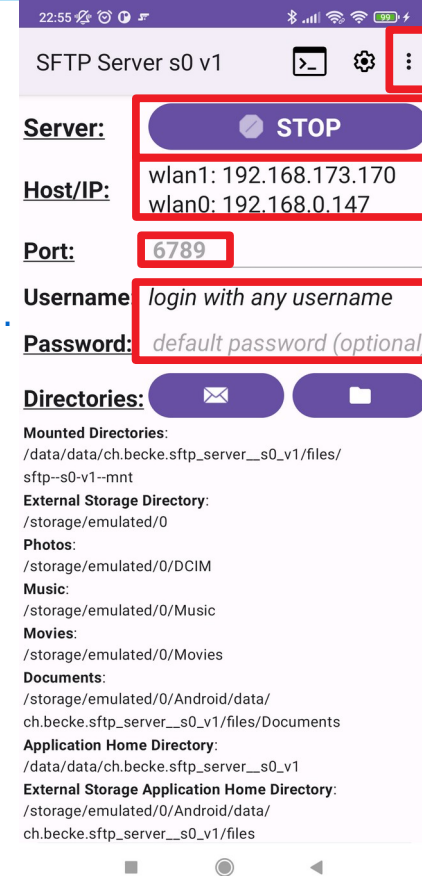 22:55
99
SFTP Server s0 v1
Server:
STOP
Host/IP:
wlan1: 192.168.173.170
wlan0: 192.168.0.147
Port:
6789
Username:
login with any username
Password:
default password (optional)
Directories:
Mounted Directories:
/data/data/ch.becke.sftp_server__s0_v1/files/
sftp--s0-v1--mnt
External Storage Directory:
/storage/emulated/0
Photos:
/storage/emulated/0/DCIM
Music:
/storage/emulated/0/Music
Movies:
/storage/emulated/0/Movies
Documents:
/storage/emulated/0/Android/data/
ch.becke.sftp_server__s0_v1/files/Documents
Application Home Directory:
/data/data/ch.becke.sftp_server__s0_v1
External Storage Application Home Directory:
/storage/emulated/0/Android/data/
ch.becke.sftp_server__s0_v1/files